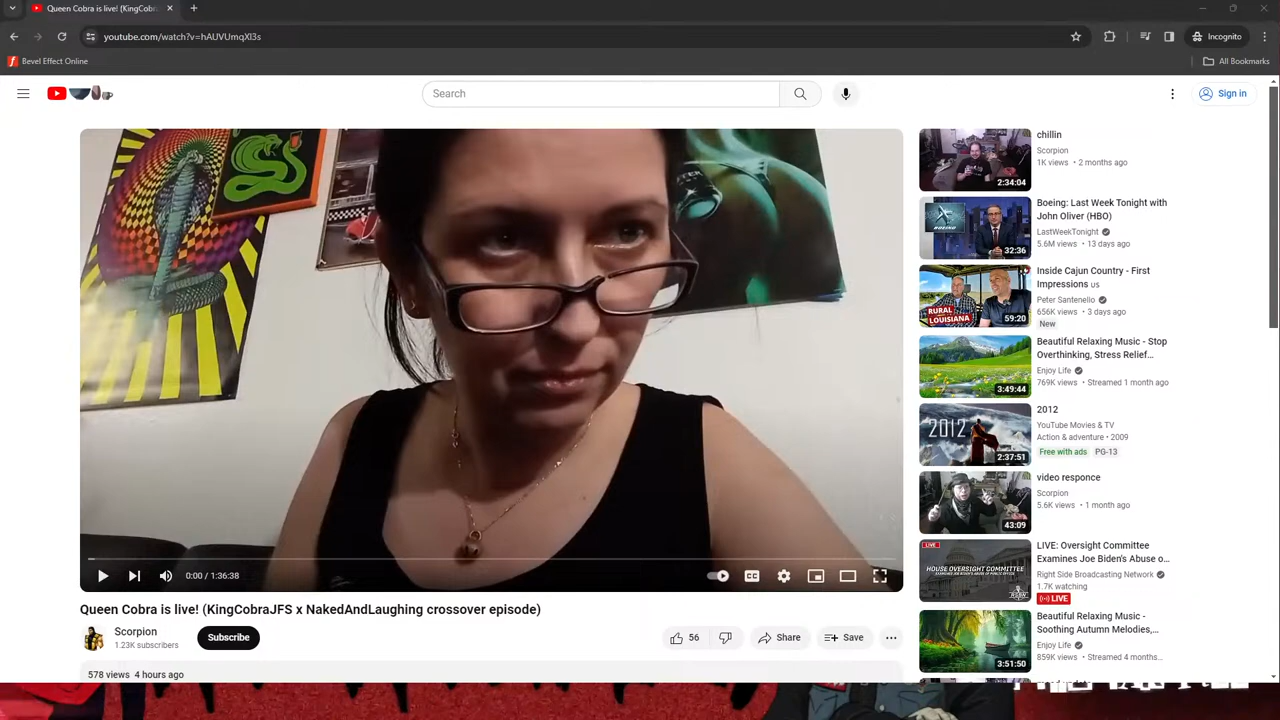 Queen Cobra is live! (KingCobr
youtube.com/watch?v=hAUVUmqXl3s
Incognito
Bevel Effect Online
All Bookmarks
Search
Sign in
0:00 / 1:36:38
Queen Cobra is live! (KingCobraJFS x NakedAndLaughing crossover episode)
Scorpion
1.23K subscribers
Subscribe
56
Share
Save
578 views 4 hours ago
2:34:04
chillin
Scorpion
1K views • 2 months ago
32:36
Boeing: Last Week Tonight with
John Oliver (HBO)
LastWeekTonight
5.6M views • 13 days ago
RURAL
LOUISIANA
59:20
Inside Cajun Country - First
Impressions US
Peter Santenello
656K views • 3 days ago
New
3:49:44
Beautiful Relaxing Music - Stop
Overthinking, Stress Relief...
Enjoy Life
769K views • Streamed 1 month ago
2012
2:37:51
2012
YouTube Movies & TV
Action & adventure • 2009
Free with ads PG-13
43:09
video responce
Scorpion
5.6K views • 1 month ago
LIVE
HOUSE OVERSIGHT COMMITTEE
LIVE: Oversight Committee
Examines Joe Biden's Abuse o...
Right Side Broadcasting Network
1.7K watching
LIVE
3:51:50
Beautiful Relaxing Music -
Soothing Autumn Melodies,...
Enjoy Life
859K views • Streamed 4 months...